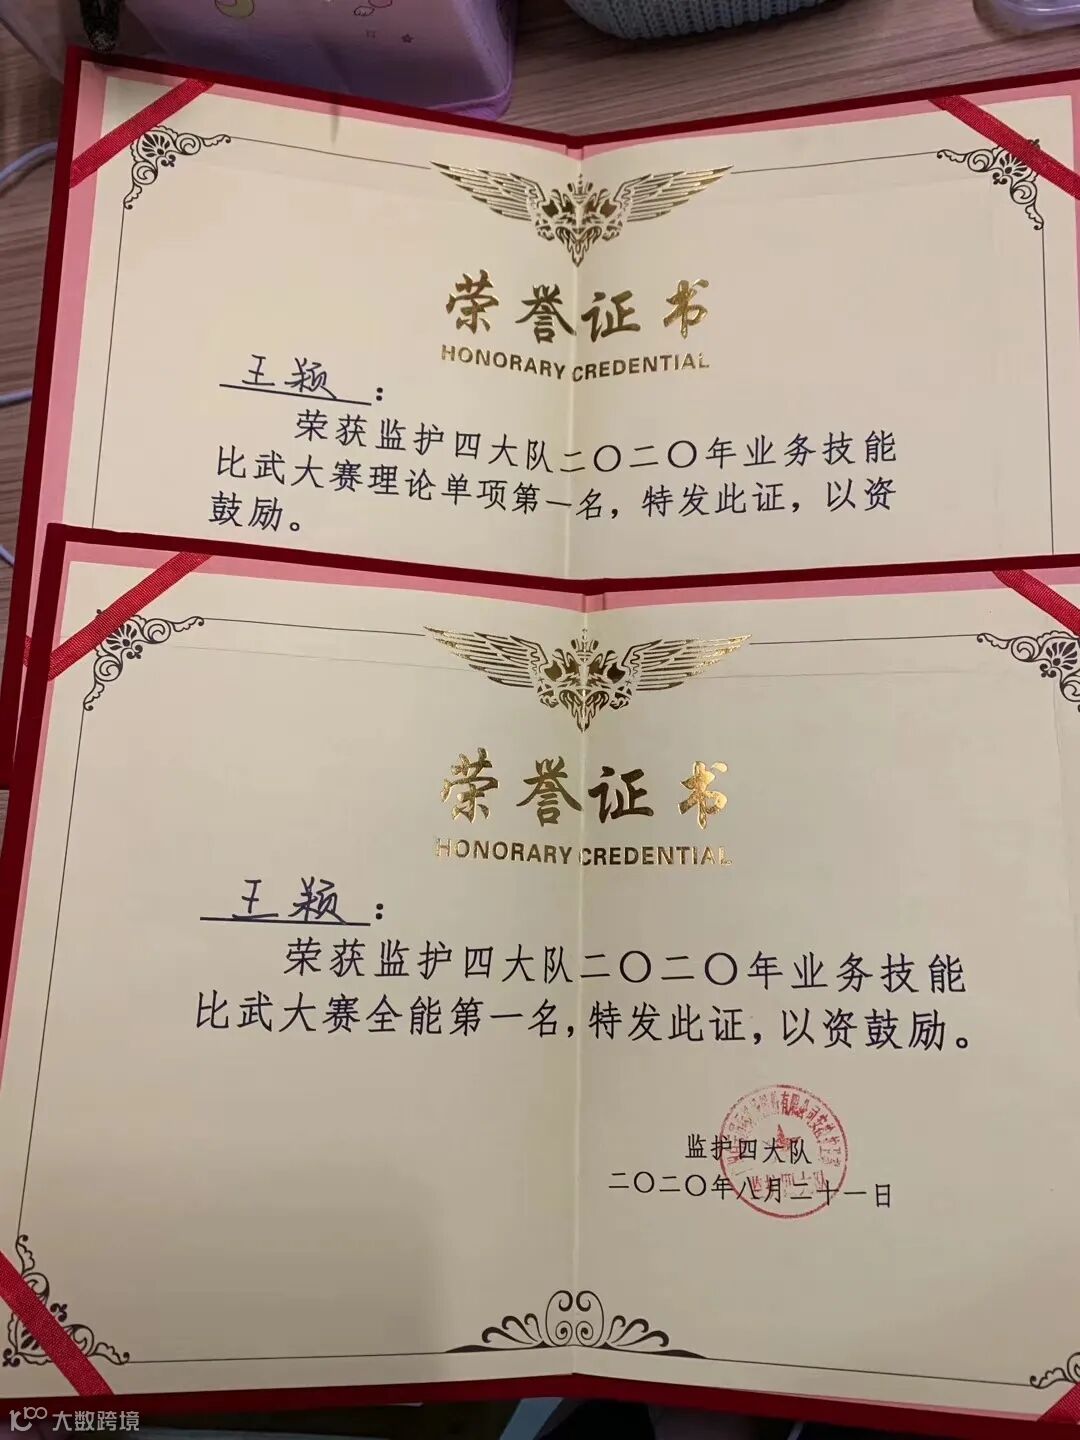 荣誉证书
HONORARY CREDENTIAL
王颖：
荣获监护四大队二〇二〇年业务技能
比武大赛理论单项第一名，特发此证，以资
鼓励。
荣誉证书
HONORARY CREDENTIAL
王颖：
荣获监护四大队二〇二〇年业务技能
比武大赛全能第一名，特发此证，以资鼓励。
监护四大队
二〇二〇年八月二十一日
大数跨境